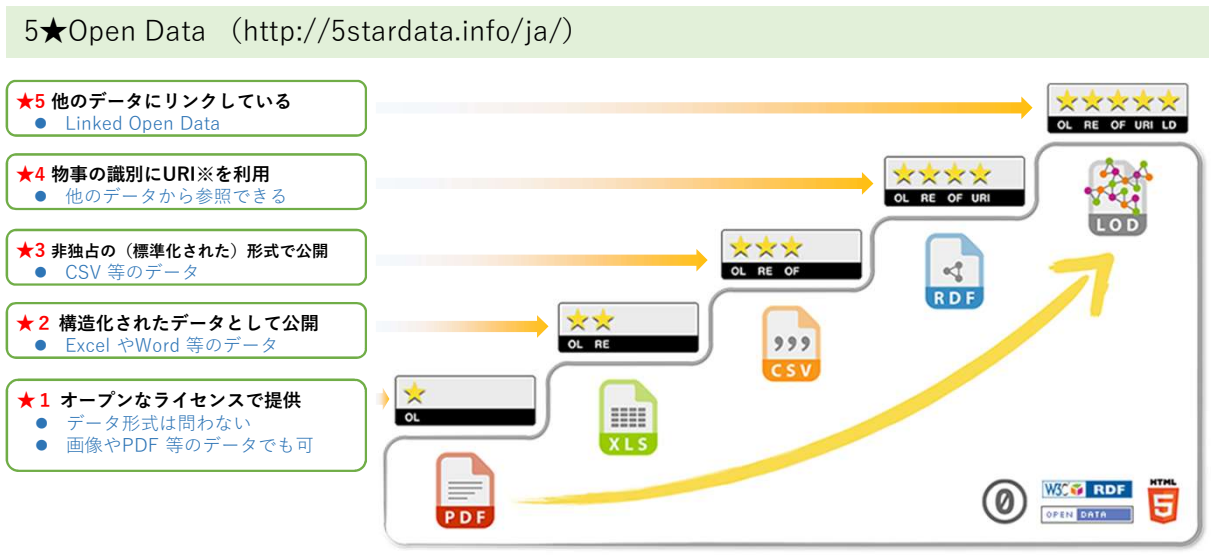 5★Open Data （http://5stardata.info/ja/）
★5 他のデータにリンクしている
● Linked Open Data
★4 物事の識別にURI※を利用
● 他のデータから参照できる
★3 非独占の（標準化された）形式で公開
● CSV 等のデータ
★２ 構造化されたデータとして公開
● Excel やWord 等のデータ
★１ オープンなライセンスで提供
● データ形式は問わない
● 画像やPDF 等のデータでも可
OL RE OF URI LD
LOD
OL RE OF URI
RDF
OL RE OF
,,,
CSV
OL RE
XLS
OL
PDF
0
W3C RDF
OPEN DATA
HTML
5